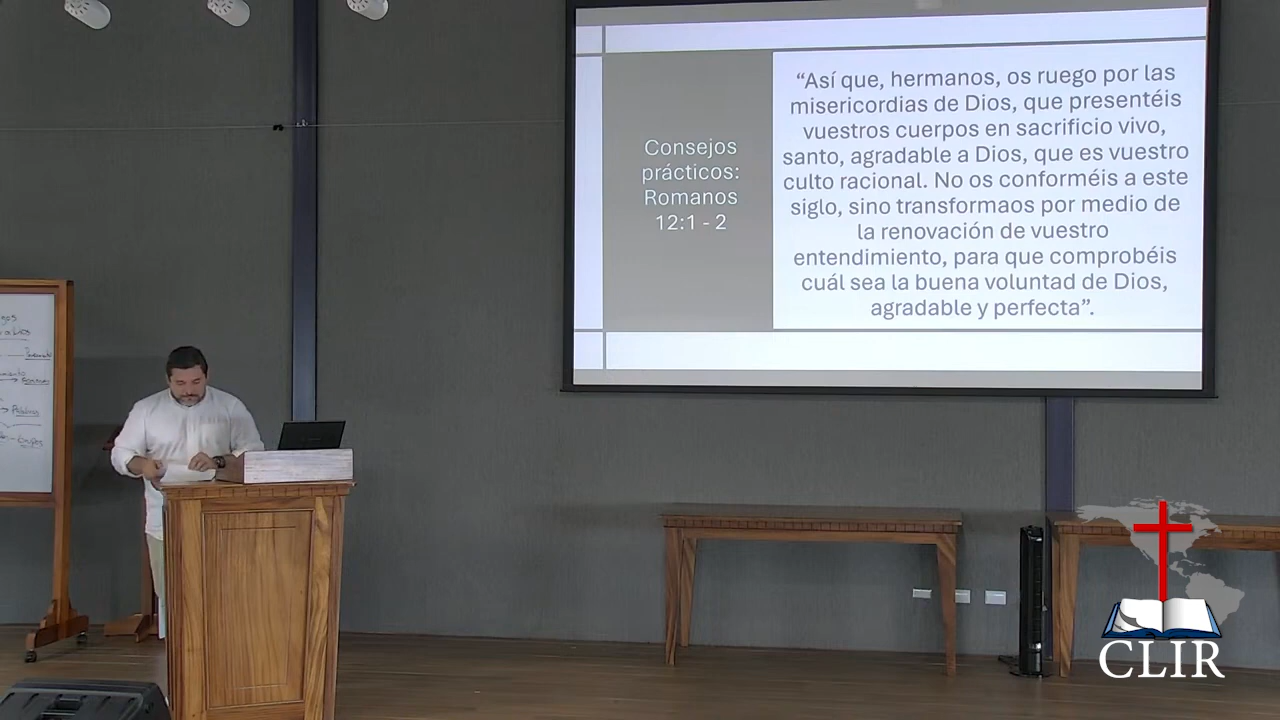 Consejos
prácticos:
Romanos
12:1 - 2
“Así que, hermanos, os ruego por las
misericordias de Dios, que presentéis
vuestros cuerpos en sacrificio vivo,
santo, agradable a Dios, que es vuestro
culto racional. No os conforméis a este
siglo, sino transformaos por medio de
la renovación de vuestro
entendimiento, para que comprobéis
cuál sea la buena voluntad de Dios,
agradable y perfecta”.
CLIR